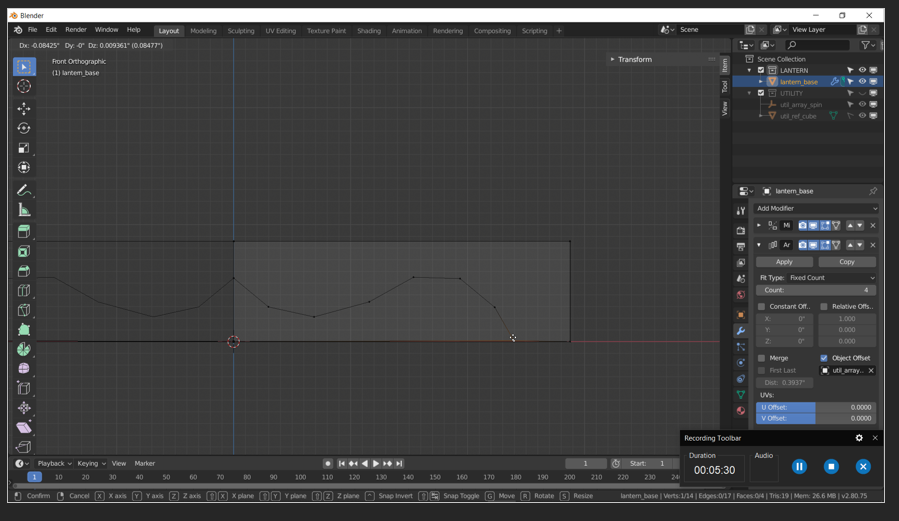 Blender
File Edit Render Window Help Layout Modeling Sculpting UV Editing Texture Paint Shading Animation Rendering Compositing Scripting + Scene View Layer
Dx: -0.08425" Dy: -0" Dz: 0.009361" (0.08477")
Front Orthographic
(1) lantern_base
Transform
Item
Tool
View
Scene Collection
LANTERN
lantern_base
UTILITY
util_array_spin
util_ref_cube
lantern_base
Add Modifier
Mi
Ar
Apply Copy
Fit Type: Fixed Count
Count: 4
Constant Off.. Relative Offs..
X: 0" 1.000
Y: 0" 0.000
Z: 0" 0.000
Merge Object Offset
First Last util_array...
Dist: 0.3937"
UVs:
U Offset: 0.0000
V Offset: 0.0000
Recording Toolbar
Duration Audio
00:05:30
Playback Keying View Marker 1 Start: 1
1 10 20 30 40 50 60 70 80 90 100 110 120 130 140 150 160 170 180 190 200 210 220 230 240
Confirm Cancel X X axis Y Y axis Z Z axis X X plane Y Y plane Z Z plane Snap Invert Snap Toggle G Move R Rotate S Resize lantern_base | Verts:1/14 | Edges:0/17 | Faces:0/4 | Tris:19 | Mem: 26.6 MB | v2.80.75